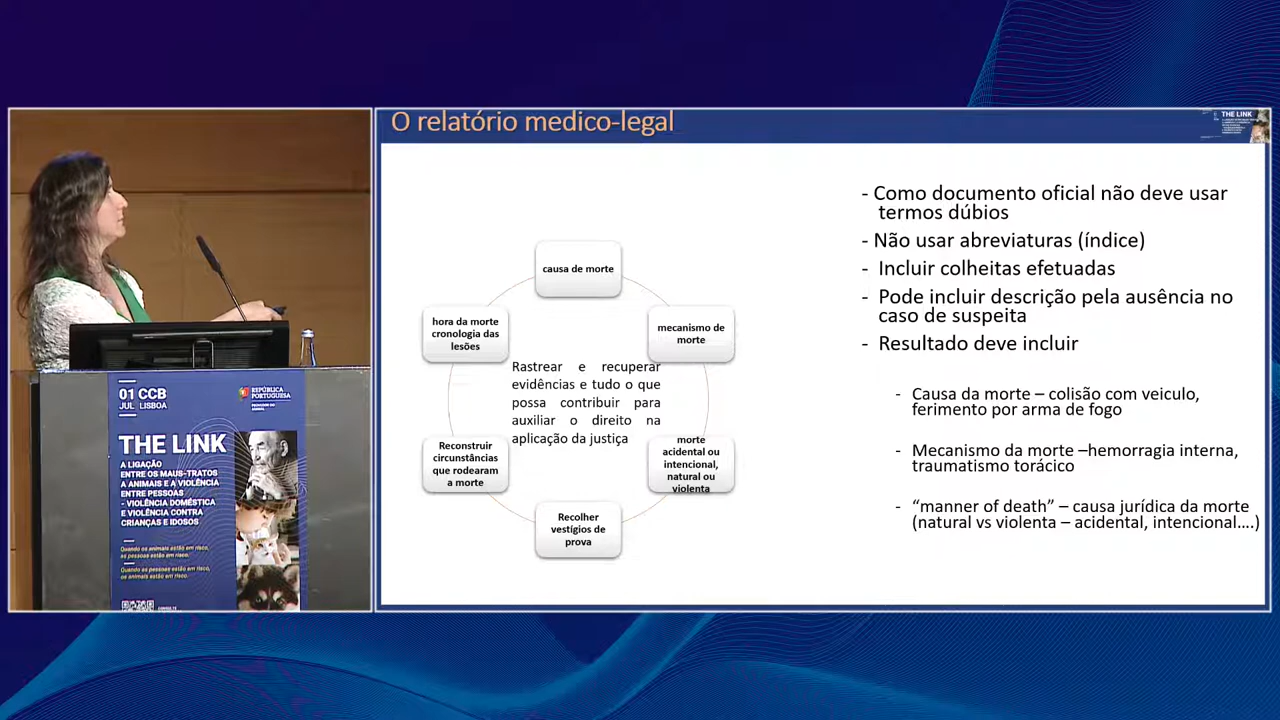 O relatório medico-legal
THE LINK
causa de morte
mecanismo de
morte
morte
acidental ou
intencional,
natural ou
violenta
Recolher
vestígios de
prova
Reconstruir
circunstâncias
que rodearam
a morte
hora da morte
cronologia das
lesões
Rastrear e recuperar
evidências e tudo o que
possa contribuir para
auxiliar o direito na
aplicação da justiça
- Como documento oficial não deve usar
termos dúbios
- Não usar abreviaturas (índice)
- Incluir colheitas efetuadas
- Pode incluir descrição pela ausência no
caso de suspeita
- Resultado deve incluir
- Causa da morte – colisão com veiculo,
ferimento por arma de fogo
- Mecanismo da morte –hemorragia interna,
traumatismo torácico
- “manner of death” – causa jurídica da morte
(natural vs violenta – acidental, intencional....)
01 CCB
JUL. LISBOA
REPÚBLICA
PORTUGUESA
THE LINK
A LIGAÇÃO
ENTRE OS MAUS-TRATOS
A ANIMAIS E A VIOLÊNCIA
ENTRE PESSOAS
- VIOLÊNCIA DOMÉSTICA
E VIOLÊNCIA CONTRA
CRIANÇAS E IDOSOS
Quando os animais estão em risco,
as pessoas estão em risco.
Quando as pessoas estão em risco,
os animais estão em risco.